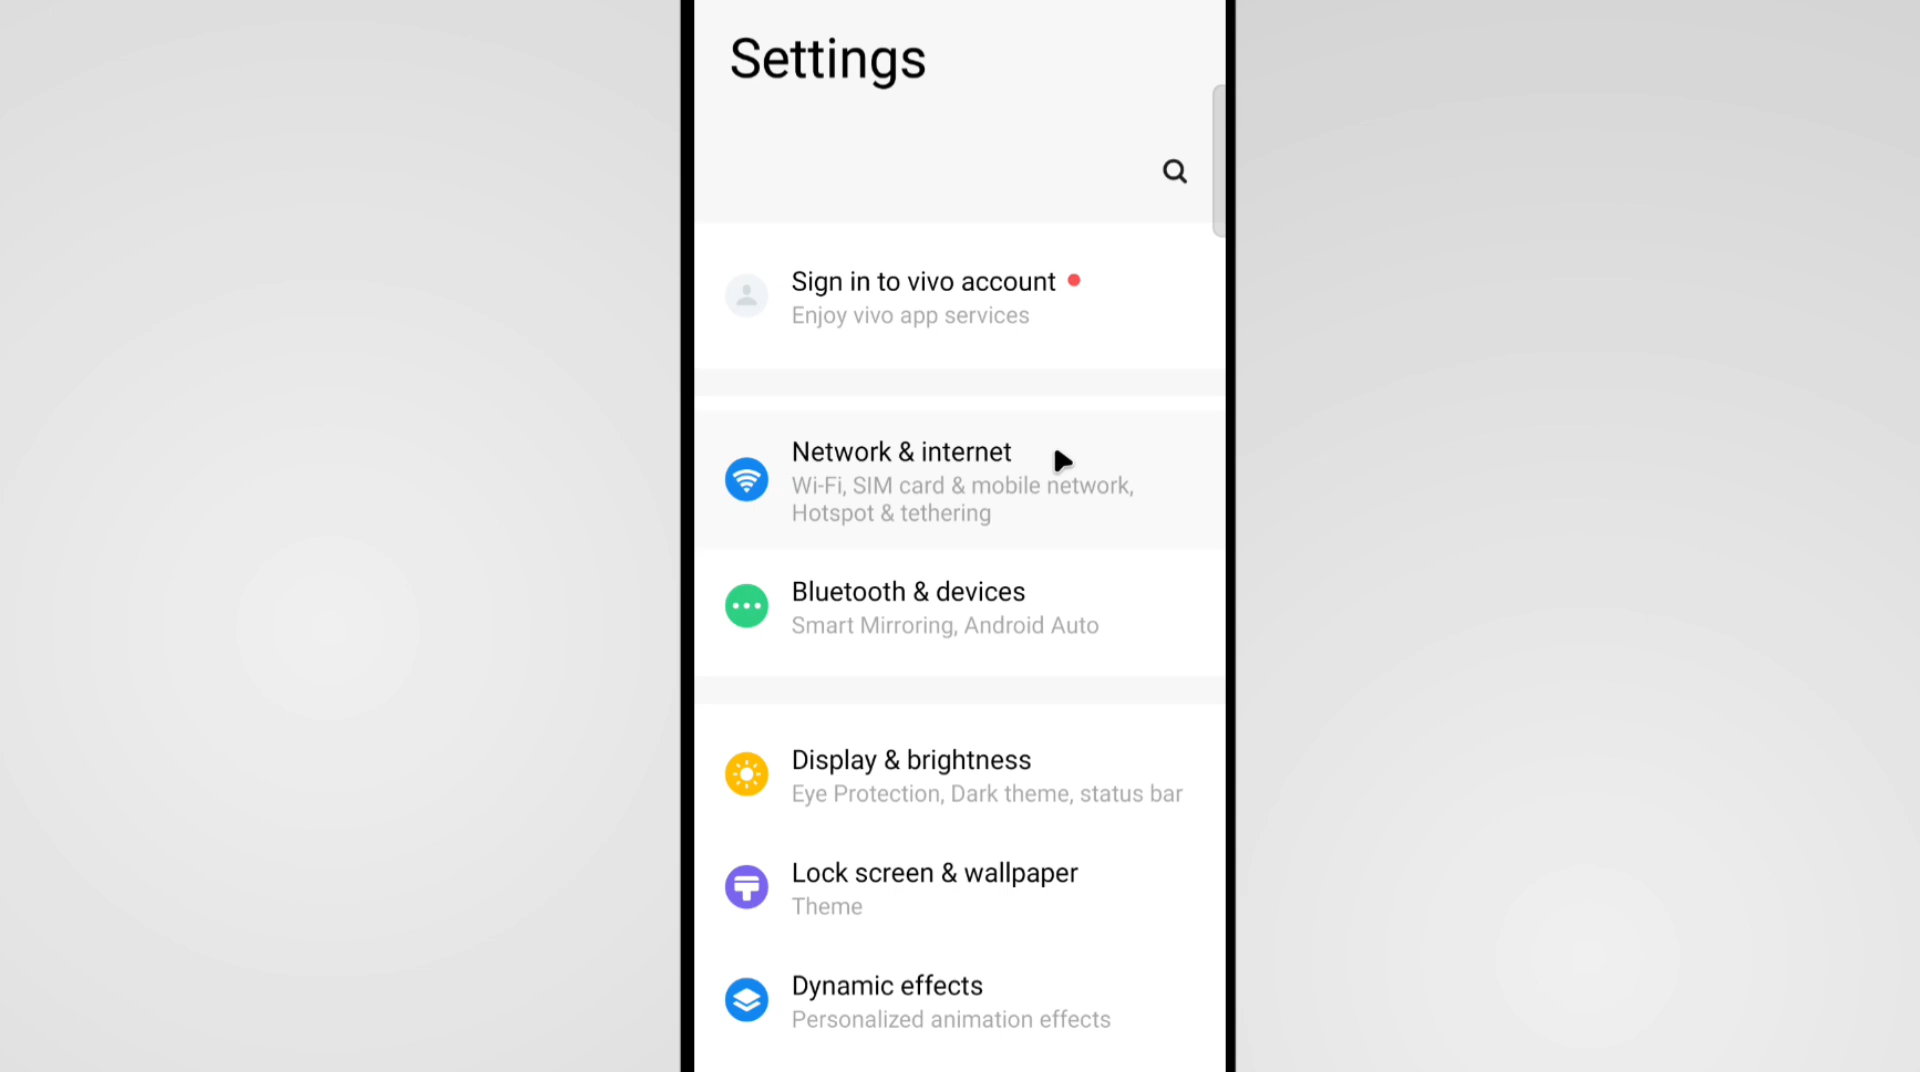 Settings
Sign in to vivo account
Enjoy vivo app services
Network & internet
Wi-Fi, SIM card & mobile network,
Hotspot & tethering
Bluetooth & devices
Smart Mirroring, Android Auto
Display & brightness
Eye Protection, Dark theme, status bar
Lock screen & wallpaper
Theme
Dynamic effects
Personalized animation effects